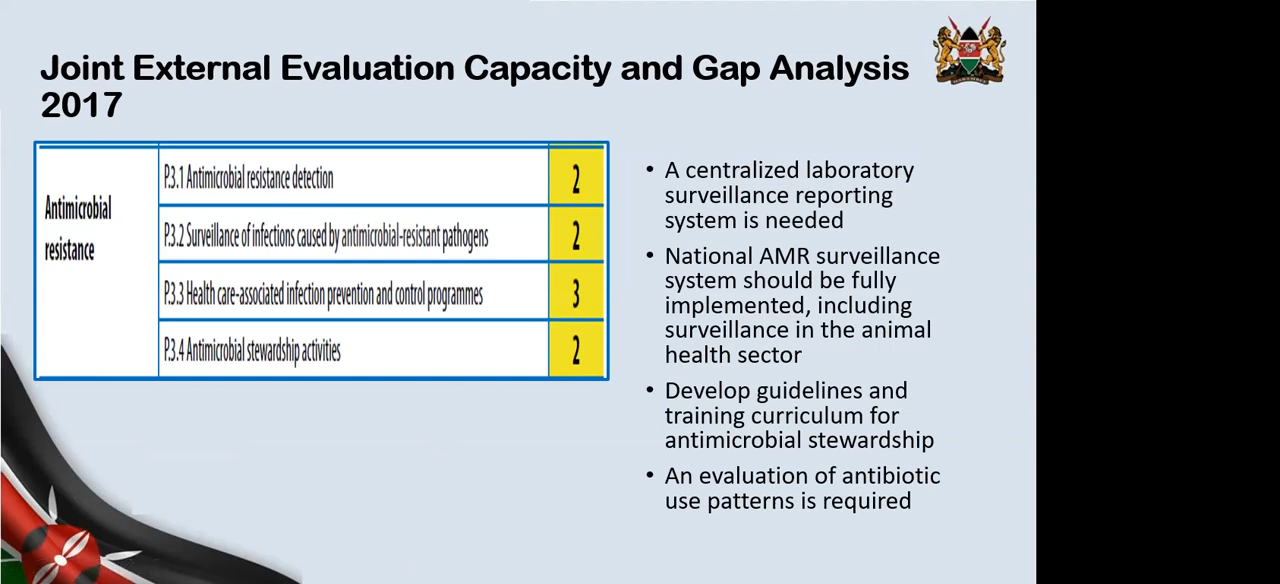 Joint External Evaluation Capacity and Gap Analysis
2017
Antimicrobial
resistance
P.3.1 Antimicrobial resistance detection
2
P.3.2 Surveillance of infections caused by antimicrobial-resistant pathogens
2
P.3.3 Health care-associated infection prevention and control programmes
3
P.3.4 Antimicrobial stewardship activities
2
• A centralized laboratory
surveillance reporting
system is needed
• National AMR surveillance
system should be fully
implemented, including
surveillance in the animal
health sector
• Develop guidelines and
training curriculum for
antimicrobial stewardship
• An evaluation of antibiotic
use patterns is required